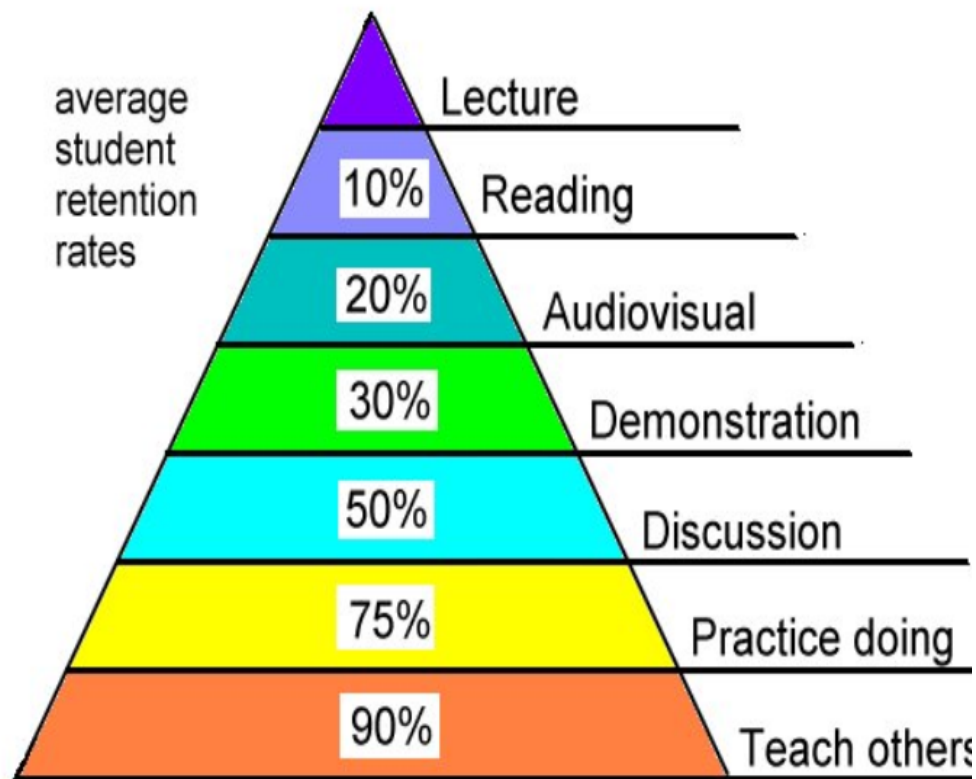 average
student
retention
rates
Lecture
10% Reading
20% Audiovisual
30% Demonstration
50% Discussion
75% Practice doing
90% Teach others